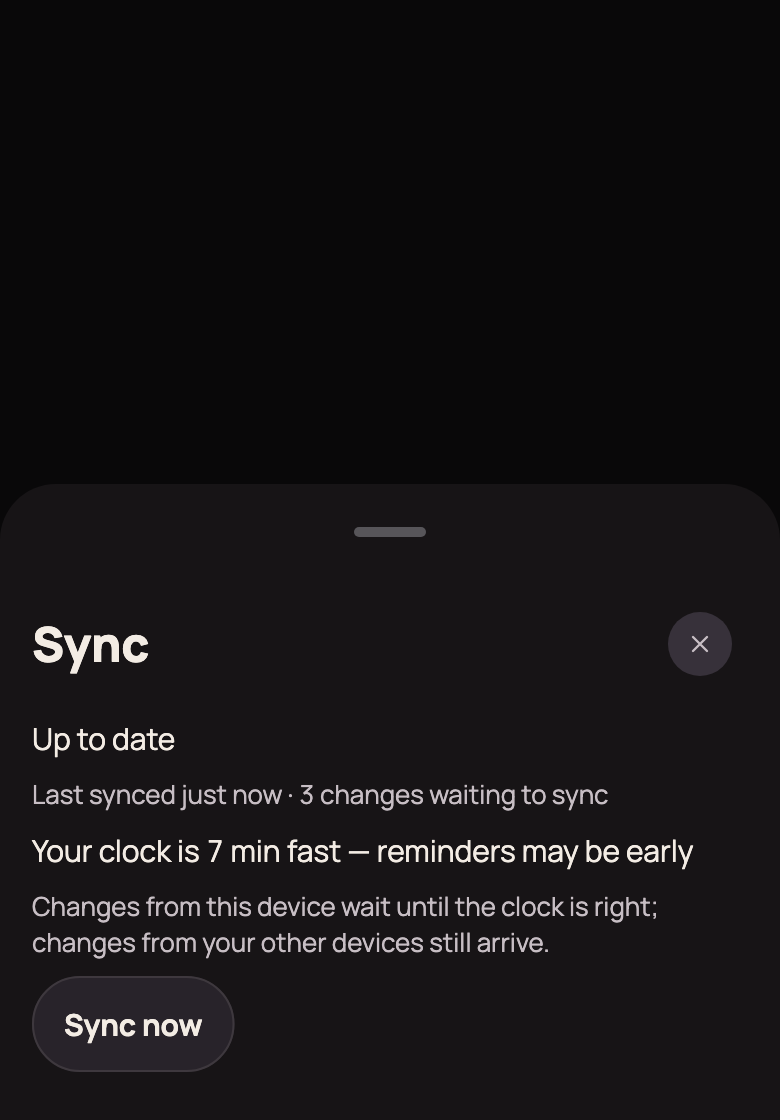 Sync
Up to date
Last synced just now · 3 changes waiting to sync
Your clock is 7 min fast — reminders may be early
Changes from this device wait until the clock is right;
changes from your other devices still arrive.
Sync now